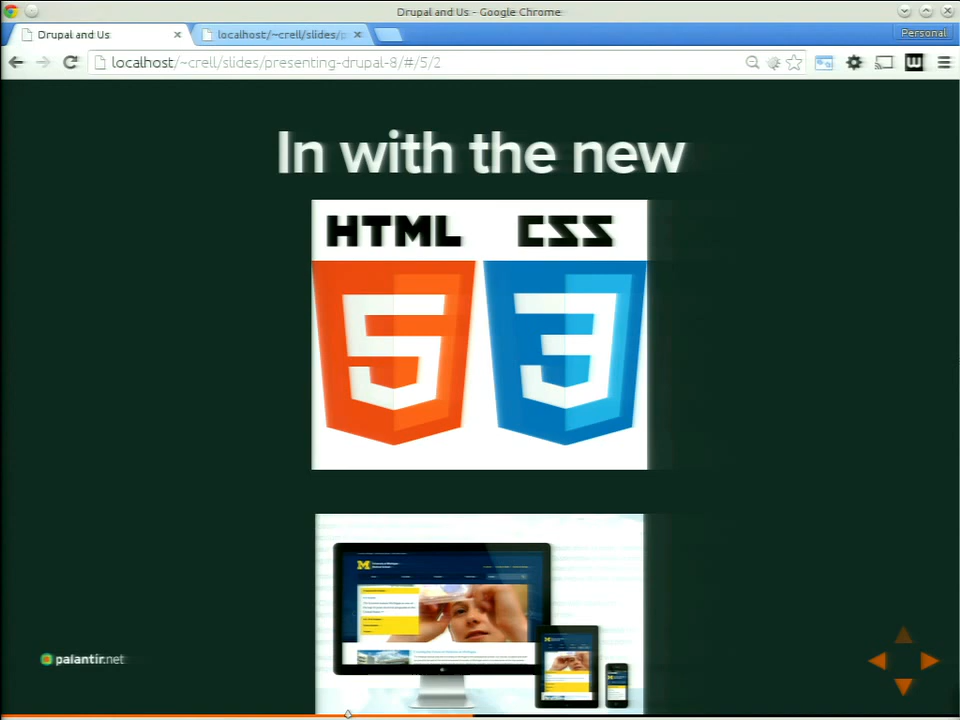 Drupal and Us - Google Chrome
Drupal and Us
localhost/~crell/slides/p
Personal
localhost/~crell/slides/presenting-drupal-8/#/5/2
In with the new
HTML CSS
5 3
M
palantir.net